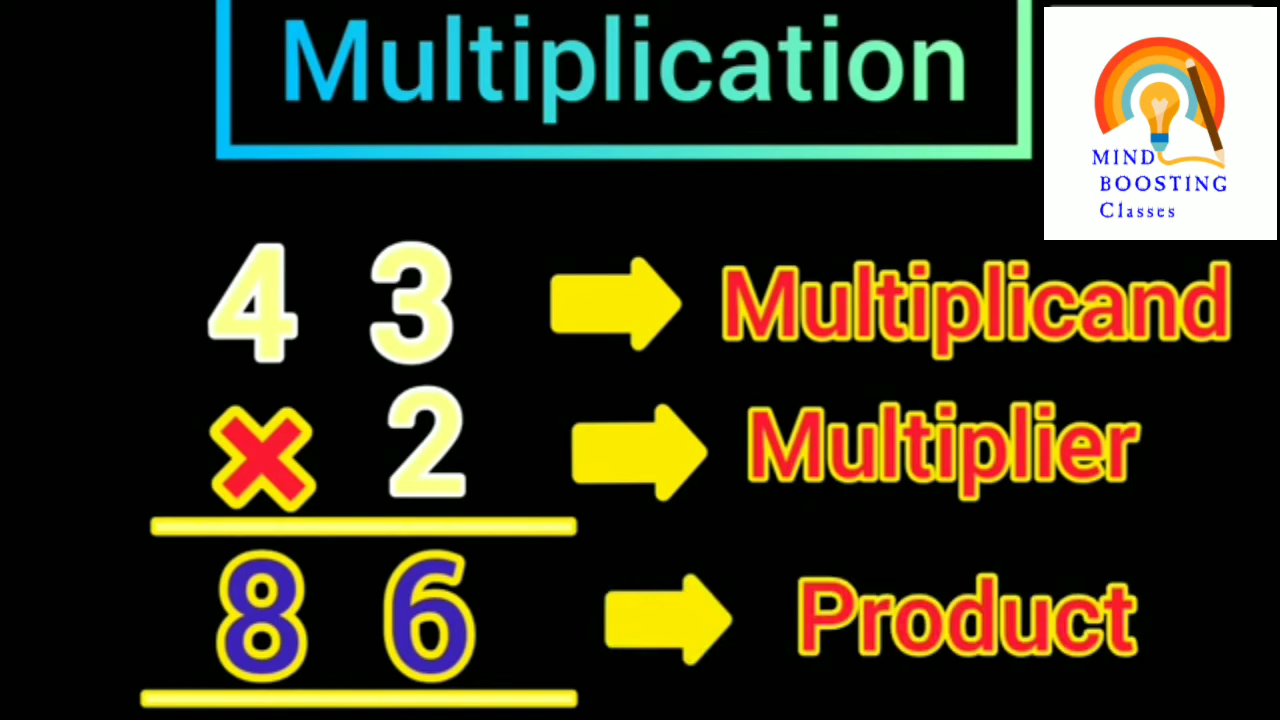 Multiplication
MIND
BOOSTING
Classes
4 3 Multiplicand
× 2 Multiplier
8 6 Product